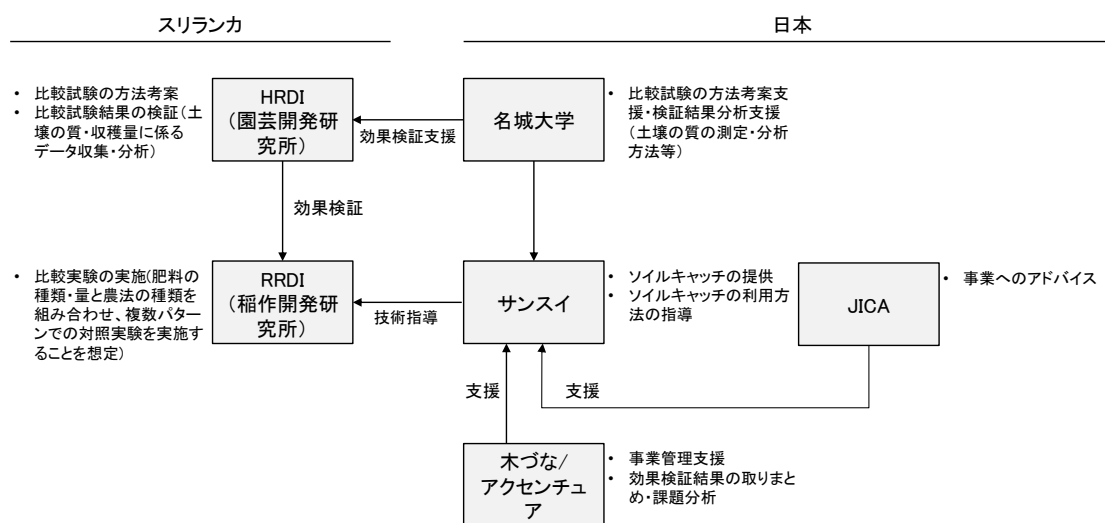 スリランカ
日本
• 比較試験の方法考案
• 比較試験結果の検証(土
壌の質・収穫量に係る
データ収集・分析)
HRDI
(園芸開発研
究所)
効果検証支援
名城大学
• 比較試験の方法考案支
援・検証結果分析支援
(土壌の質の測定・分析
方法等)
効果検証
• 比較実験の実施(肥料の
種類・量と農法の種類を
組み合わせ、複数パター
ンでの対照実験を実施す
ることを想定)
RRDI
(稲作開発研
究所)
技術指導
サンスイ
• ソイルキャッチの提供
• ソイルキャッチの利用方
法の指導
JICA
• 事業へのアドバイス
支援
支援
木づな/
アクセンチュ
ア
• 事業管理支援
• 効果検証結果の取りまと
め・課題分析